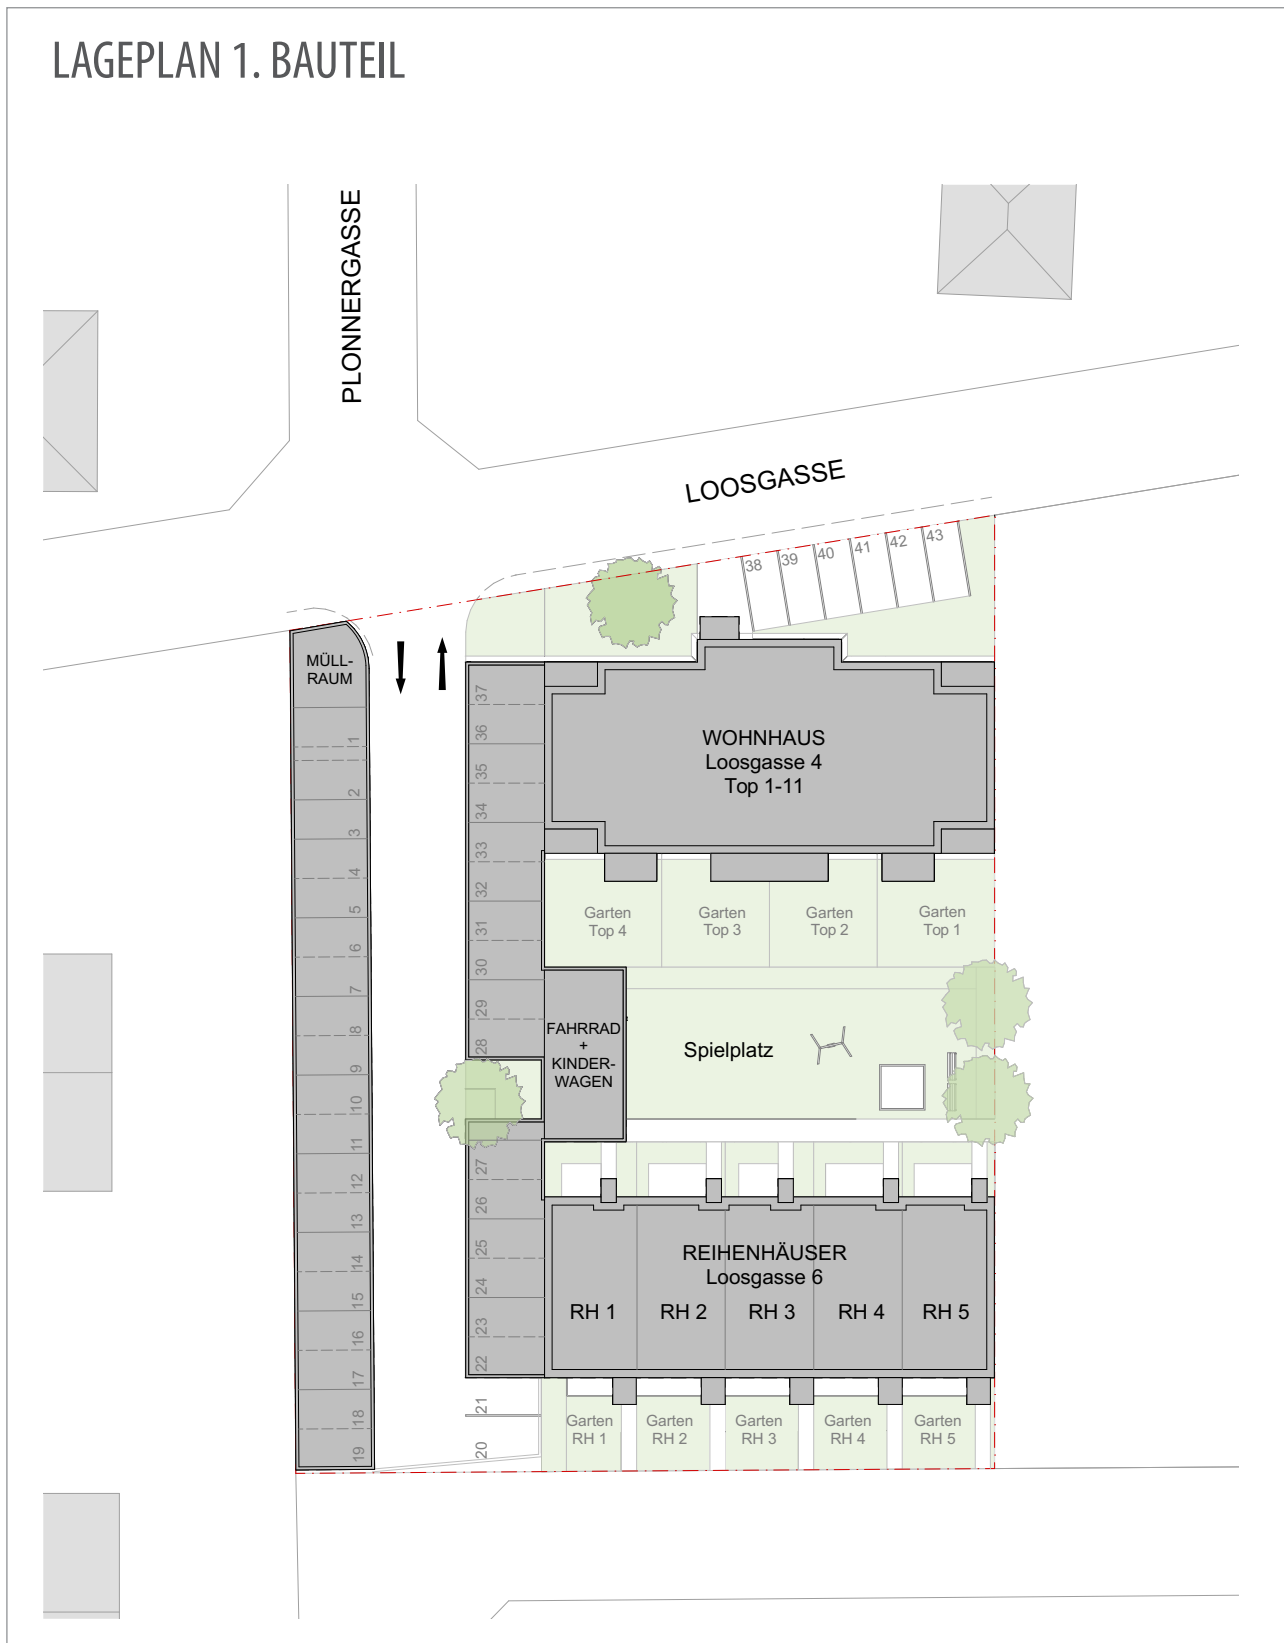 LAGEPLAN 1. BAUTEIL
PLONNERGASSE
LOOSGASSE
38
39
40
41
42
43
MÜLL-
RAUM
1
2
3
4
5
6
7
8
9
10
11
12
13
14
15
16
17
18
19
37
36
35
34
33
32
31
30
29
28
27
26
25
24
23
22
21
20
WOHNHAUS
Loosgasse 4
Top 1-11
Garten
Top 4
Garten
Top 3
Garten
Top 2
Garten
Top 1
FAHRRAD
+
KINDER-
WAGEN
Spielplatz
REIHENHÄUSER
Loosgasse 6
RH 1
RH 2
RH 3
RH 4
RH 5
Garten
RH 1
Garten
RH 2
Garten
RH 3
Garten
RH 4
Garten
RH 5